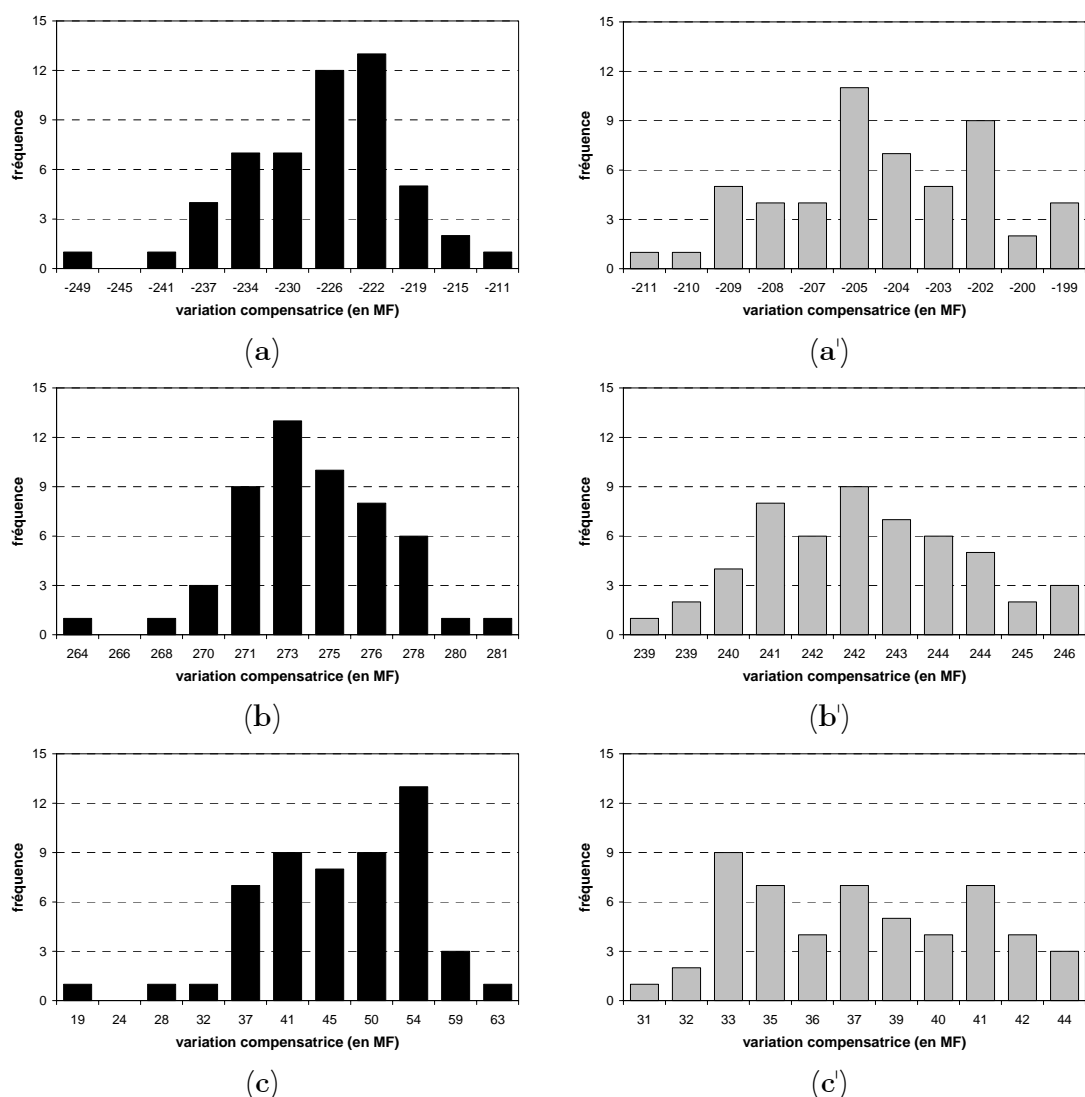 15
12
9
6
3
0
fréquence
-249 -245 -241 -237 -234 -230 -226 -222 -219 -215 -211
variation compensatrice (en MF)
(a)
15
12
9
6
3
0
fréquence
-211 -210 -209 -208 -207 -205 -204 -203 -202 -200 -199
variation compensatrice (en MF)
(a')
15
12
9
6
3
0
fréquence
264 266 268 270 271 273 275 276 278 280 281
variation compensatrice (en MF)
(b)
15
12
9
6
3
0
fréquence
239 239 240 241 242 242 243 244 244 245 246
variation compensatrice (en MF)
(b')
15
12
9
6
3
0
fréquence
19 24 28 32 37 41 45 50 54 59 63
variation compensatrice (en MF)
(c)
15
12
9
6
3
0
fréquence
31 32 33 35 36 37 39 40 41 42 44
variation compensatrice (en MF)
(c')